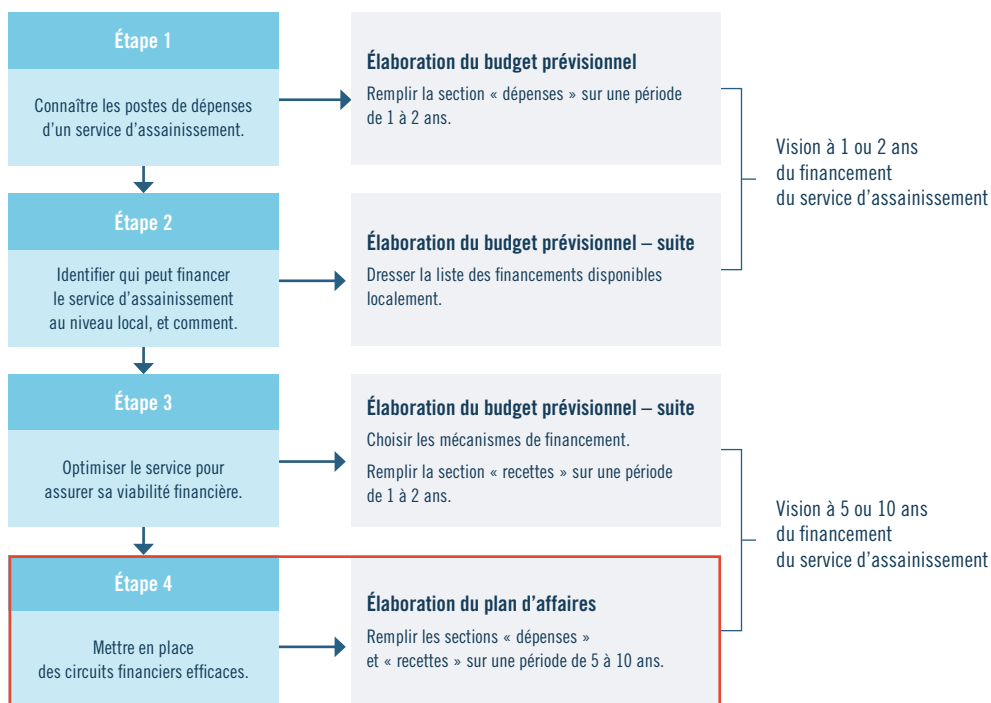 Étape 1
Connaître les postes de dépenses
d’un service d’assainissement.
Élaboration du budget prévisionnel
Remplir la section « dépenses » sur une période
de 1 à 2 ans.
Vision à 1 ou 2 ans
du financement
du service d’assainissement
Étape 2
Identifier qui peut financer
le service d’assainissement
au niveau local, et comment.
Élaboration du budget prévisionnel – suite
Dresser la liste des financements disponibles
localement.
Étape 3
Optimiser le service pour
assurer sa viabilité financière.
Élaboration du budget prévisionnel – suite
Choisir les mécanismes de financement.
Remplir la section « recettes » sur une période
de 1 à 2 ans.
Vision à 5 ou 10 ans
du financement
du service d’assainissement
Étape 4
Mettre en place
des circuits financiers efficaces.
Élaboration du plan d’affaires
Remplir les sections « dépenses »
et « recettes » sur une période de 5 à 10 ans.